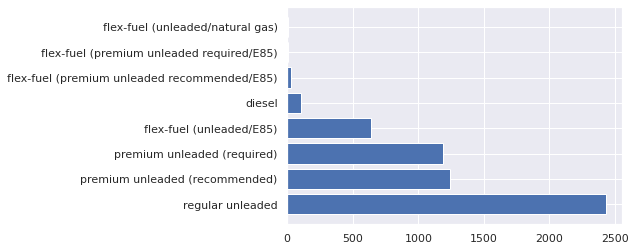 flex-fuel (unleaded/natural gas)
flex-fuel (premium unleaded required/E85)
flex-fuel (premium unleaded recommended/E85)
diesel
flex-fuel (unleaded/E85)
premium unleaded (required)
premium unleaded (recommended)
regular unleaded
0 500 1000 1500 2000 2500